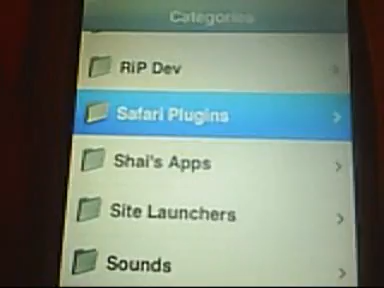 Categories
RiP Dev
Safari Plugins
Shai's Apps
Site Launchers
Sounds